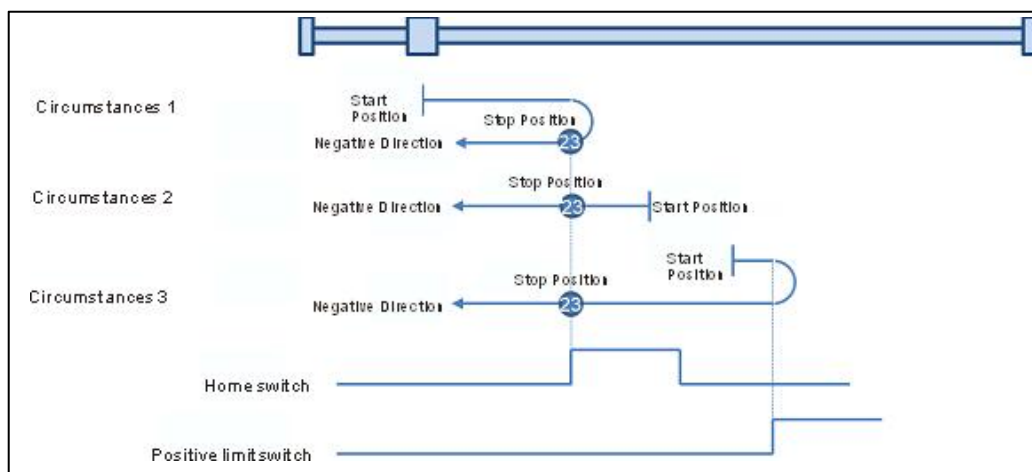 Circumstances 1
Start
Position
Stop Position
Negative Direction
23
Circumstances 2
Stop Position
Negative Direction
23
Start Position
Circumstances 3
Start
Position
Stop Position
Negative Direction
23
Home switch
Positive limitswitch